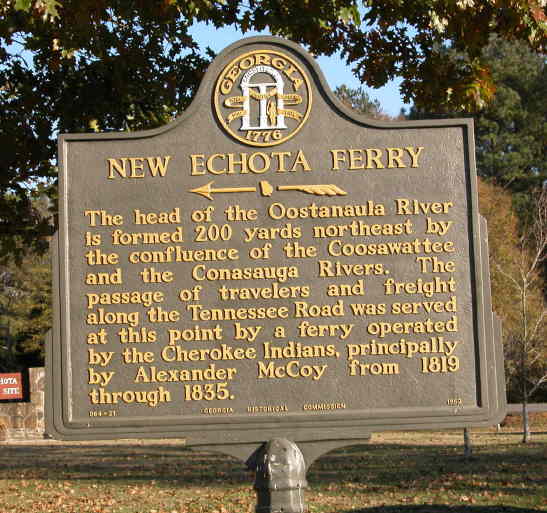 GEORGIA
1776
NEW ECHOTA FERRY
The head of the Oostanaula River
is formed 200 yards northeast by
the confluence of the Coosawattee
and the Conasauga Rivers. The
passage of travelers and freight
along the Tennessee Road was served
at this point by a ferry operated
by the Cherokee Indians, principally
by Alexander McCoy from 1819
through 1835.
064-21 GEORGIA HISTORICAL COMMISSION
HOTA
SITE